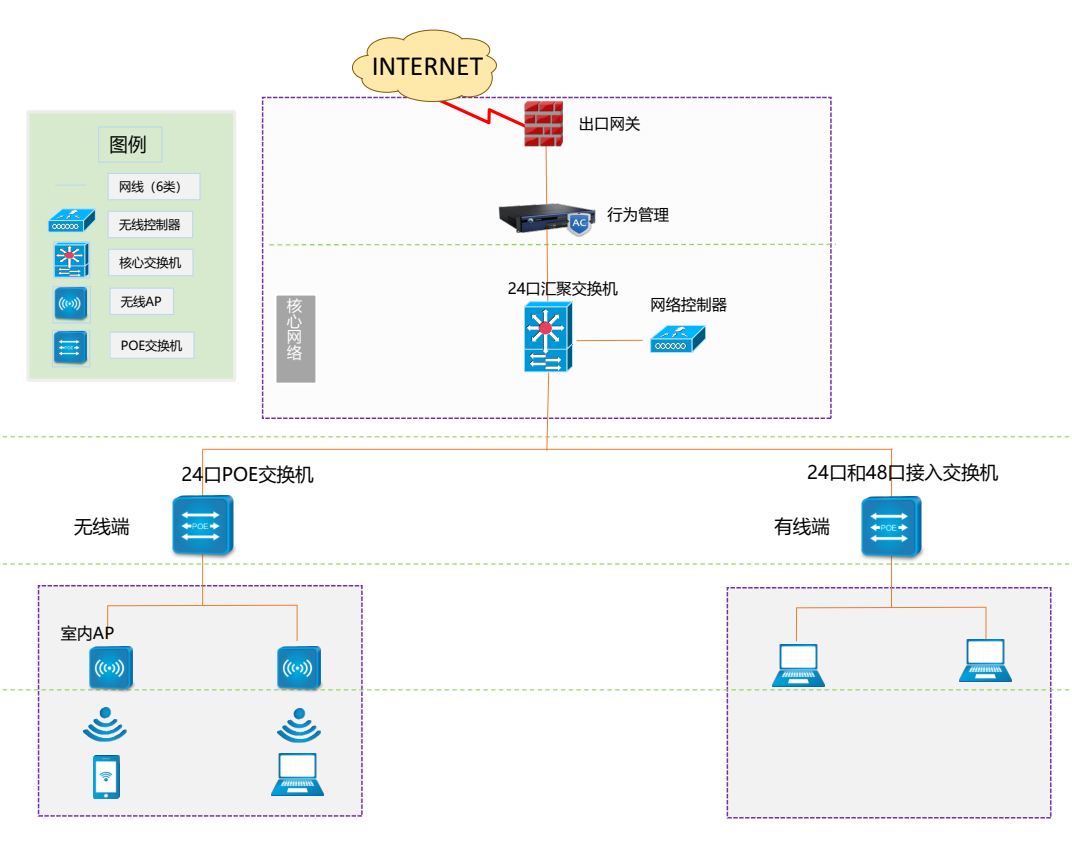 INTERNET
出口网关
图例
网线（6类）
无线控制器
核心交换机
无线AP
POE交换机
AC
行为管理
核心网络
24口汇聚交换机
网络控制器
24口POE交换机
无线端
POE
24口和48口接入交换机
有线端
POE
室内AP